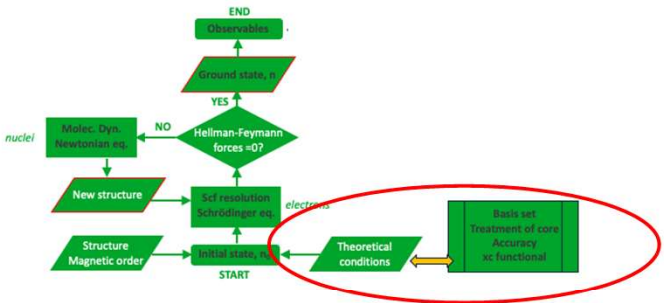 END
Observables
Ground state, n
YES
Molec. Dyn.
Newtonian eq.
nuclei
NO
Hellman-Feymann
forces =0?
New structure
Scf resolution
Schrödinger eq.
electrons
Structure
Magnetic order
Initial state, n₀
START
Theoretical
conditions
Basis set
Treatment of core
Accuracy
xc functional